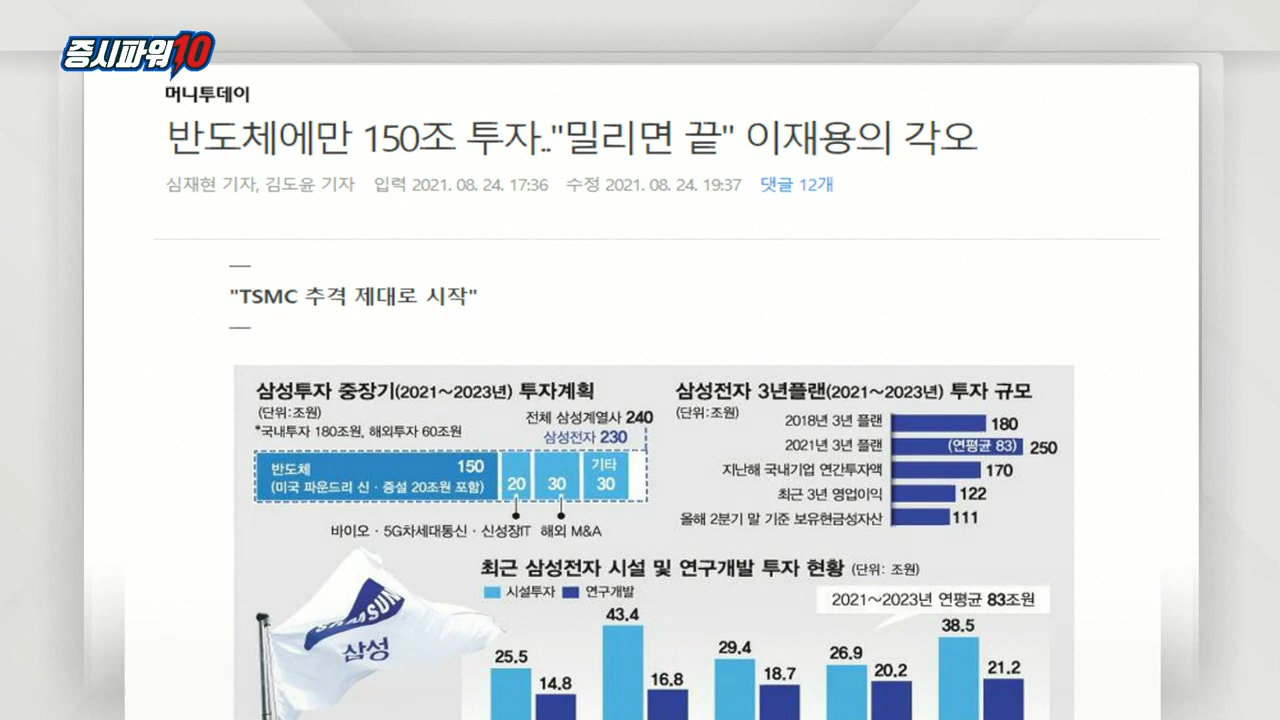 증시파워10
머니투데이
반도체에만 150조 투자.."밀리면 끝" 이재용의 각오
심재현 기자, 김도윤 기자 입력 2021. 08. 24. 17:36 수정 2021. 08. 24. 19:37 댓글 12개
—
"TSMC 추격 제대로 시작"
—
삼성투자 중장기(2021~2023년) 투자계획
(단위:조원)
*국내투자 180조원, 해외투자 60조원
전체 삼성계열사 240
삼성전자 230
반도체 150
(미국 파운드리 신·증설 20조원 포함)
20
30
기타
30
바이오·5G차세대통신·신성장IT 해외 M&A
삼성전자 3년플랜(2021~2023년) 투자 규모
(단위:조원)
2018년 3년 플랜 180
2021년 3년 플랜 (연평균 83) 250
지난해 국내기업 연간투자액 170
최근 3년 영업이익 122
올해 2분기 말 기준 보유현금성자산 111
최근 삼성전자 시설 및 연구개발 투자 현황 (단위: 조원)
시설투자 연구개발
2021~2023년 연평균 83조원
25.5 14.8
43.4 16.8
29.4 18.7
26.9 20.2
38.5 21.2
SAMSUNG
삼성